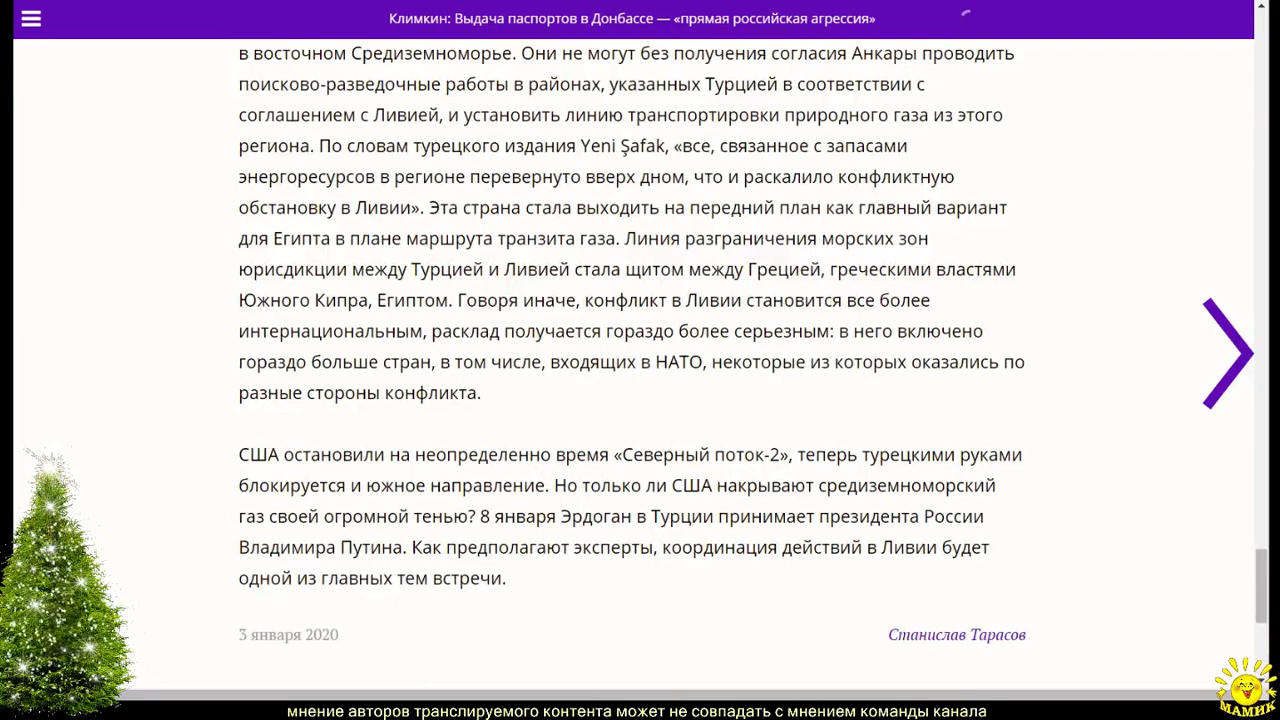 Климкин: Выдача паспортов в Донбассе — «прямая российская агрессия»
в восточном Средиземноморье. Они не могут без получения согласия Анкары проводить
поисково-разведочные работы в районах, указанных Турцией в соответствии с
соглашением с Ливией, и установить линию транспортировки природного газа из этого
региона. По словам турецкого издания Yeni Şafak, «все, связанное с запасами
энергоресурсов в регионе перевернуто вверх дном, что и раскалило конфликтную
обстановку в Ливии». Эта страна стала выходить на передний план как главный вариант
для Египта в плане маршрута транзита газа. Линия разграничения морских зон
юрисдикции между Турцией и Ливией стала щитом между Грецией, греческими властями
Южного Кипра, Египтом. Говоря иначе, конфликт в Ливии становится все более
интернациональным, расклад получается гораздо более серьезным: в него включено
гораздо больше стран, в том числе, входящих в НАТО, некоторые из которых оказались по
разные стороны конфликта.
США остановили на неопределенно время «Северный поток-2», теперь турецкими руками
блокируется и южное направление. Но только ли США накрывают средиземноморский
газ своей огромной тенью? 8 января Эрдоган в Турции принимает президента России
Владимира Путина. Как предполагают эксперты, координация действий в Ливии будет
одной из главных тем встречи.
3 января 2020
Станислав Тарасов
МАМИК
мнение авторов транслируемого контента может не совпадать с мнением команды канала